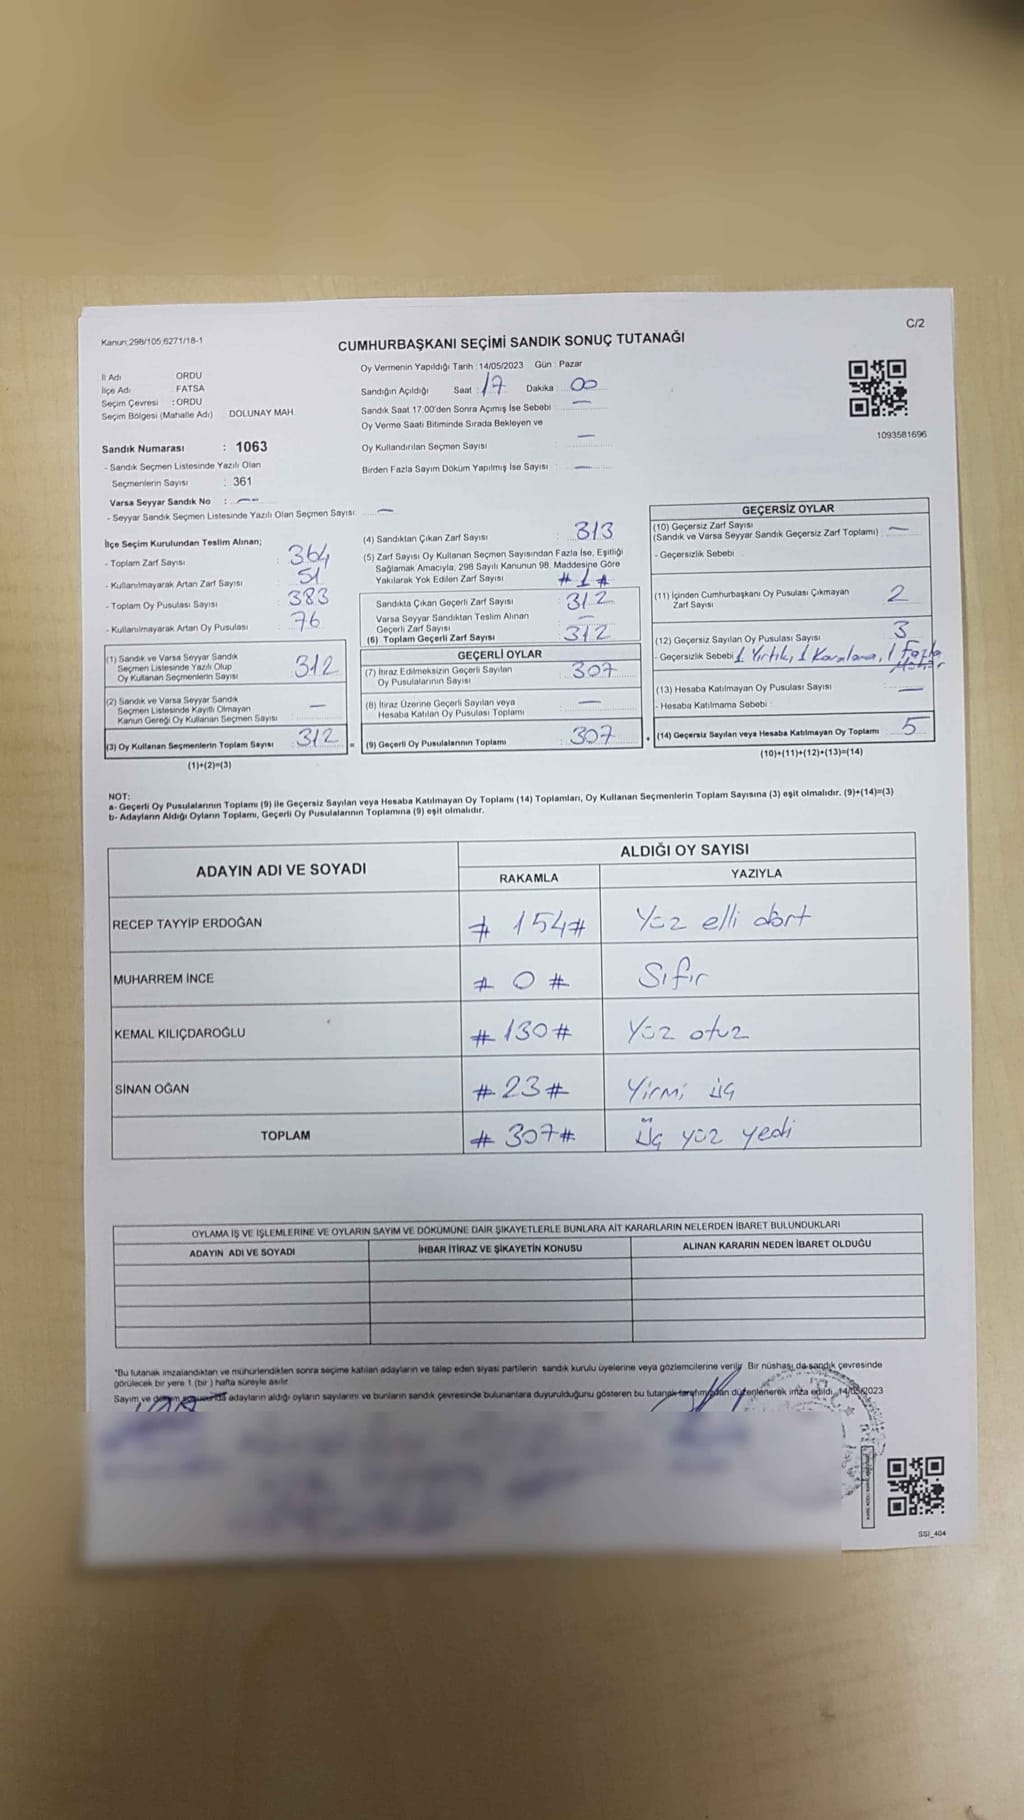 C/2
Kanun:298/105,6271/18-1
CUMHURBAŞKANI SEÇİMİ SANDIK SONUÇ TUTANAĞI
İl Adı ORDU
İlçe Adı FATSA
Seçim Çevresi : ORDU
Seçim Bölgesi (Mahalle Adı) DOLUNAY MAH.
Sandık Numarası : 1063
- Sandık Seçmen Listesinde Yazılı Olan
Seçmenlerin Sayısı : 361
Varsa Seyyar Sandık No : —
- Seyyar Sandık Seçmen Listesinde Yazılı Olan Seçmen Sayısı: —
Oy Vermenin Yapıldığı Tarih :14/05/2023 Gün : Pazar
Sandığın Açıldığı Saat : 17 Dakika : 00
Sandık Saat 17:00'den Sonra Açımış İse Sebebi : —
Oy Verme Saati Bitiminde Sırada Bekleyen ve
Oy Kullandırılan Seçmen Sayısı —
Birden Fazla Sayım Döküm Yapılmış İse Sayısı : —
1093581696
İlçe Seçim Kurulundan Teslim Alınan;
- Toplam Zarf Sayısı : 364
- Kullanılmayarak Artan Zarf Sayısı : 51
- Toplam Oy Pusulası Sayısı : 383
- Kullanılmayarak Artan Oy Pusulası : 76
(1) Sandık ve Varsa Seyyar Sandık
Seçmen Listesinde Yazılı Olup
Oy Kullanan Seçmenlerin Sayısı 312
(2) Sandık ve Varsa Seyyar Sandık
Seçmen Listesinde Kayıtlı Olmayan
Kanun Gereği Oy Kullanan Seçmen Sayısı —
(3) Oy Kullanan Seçmenlerin Toplam Sayısı 312 =
(1)+(2)=(3)
(4) Sandıktan Çıkan Zarf Sayısı : 313
(5) Zarf Sayısı Oy Kullanan Seçmen Sayısından Fazla İse, Eşitliği
Sağlamak Amacıyla, 298 Sayılı Kanunun 98. Maddesine Göre
Yakılarak Yok Edilen Zarf Sayısı # 1 #
Sandıkta Çıkan Geçerli Zarf Sayısı 312
Varsa Seyyar Sandıktan Teslim Alınan
Geçerli Zarf Sayısı —
(6) Toplam Geçerli Zarf Sayısı 312
GEÇERLİ OYLAR
(7) İtiraz Edilmeksizin Geçerli Sayılan
Oy Pusulalarının Sayısı 307
(8) İtiraz Üzerine Geçerli Sayılan veya
Hesaba Katılan Oy Pusulası Toplamı —
(9) Geçerli Oy Pusulalarının Toplamı 307 +
GEÇERSİZ OYLAR
(10) Geçersiz Zarf Sayısı
(Sandık ve Varsa Seyyar Sandık Geçersiz Zarf Toplamı) —
- Geçersizlik Sebebi
(11) İçinden Cumhurbaşkanı Oy Pusulası Çıkmayan
Zarf Sayısı 2
(12) Geçersiz Sayılan Oy Pusulası Sayısı 3
- Geçersizlik Sebebi 1 Yırtık, 1 Karalama, 1 Fazla
(13) Hesaba Katılmayan Oy Pusulası Sayısı —
- Hesaba Katılmama Sebebi
(14) Geçersiz Sayılan veya Hesaba Katılmayan Oy Toplamı 5
(10)+(11)+(12)+(13)=(14)
NOT:
a- Geçerli Oy Pusulalarının Toplamı (9) ile Geçersiz Sayılan veya Hesaba Katılmayan Oy Toplamı (14) Toplamları, Oy Kullanan Seçmenlerin Toplam Sayısına (3) eşit olmalıdır. (9)+(14)=(3)
b- Adayların Aldığı Oyların Toplamı, Geçerli Oy Pusulalarının Toplamına (9) eşit olmalıdır.
ADAYIN ADI VE SOYADI ALDIĞI OY SAYISI
RAKAMLA YAZIYLA
RECEP TAYYİP ERDOĞAN # 154# Yüz elli dört
MUHARREM İNCE # 0 # Sıfır
KEMAL KILIÇDAROĞLU # 130# Yüz otuz
SİNAN OĞAN # 23# Yirmi üç
TOPLAM # 307# Üç yüz yedi
OYLAMA İŞ VE İŞLEMLERİNE VE OYLARIN SAYIM VE DÖKÜMÜNE DAİR ŞİKAYETLERLE BUNLARA AİT KARARLARIN NELERDEN İBARET BULUNDUKLARI
ADAYIN ADI VE SOYADI İHBAR İTİRAZ VE ŞİKAYETİN KONUSU ALINAN KARARIN NEDEN İBARET OLDUĞU
*Bu tutanak imzalandıktan ve mühürlendikten sonra seçime katılan adayların ve talep eden siyasi partilerin sandık kurulu üyelerine veya gözlemcilerine verilir. Bir nüshası da sandık çevresinde
görülecek bir yere 1 (bir ) hafta süreyle asılır.
Sayım ve döküm sonucunda adayların aldığı oyların sayılarını ve bunların sandık çevresinde bulunanlara duyurulduğunu gösteren bu tutanak tarafımızdan düzenlenerek imza edildi. 14/05/2023
SSI_404